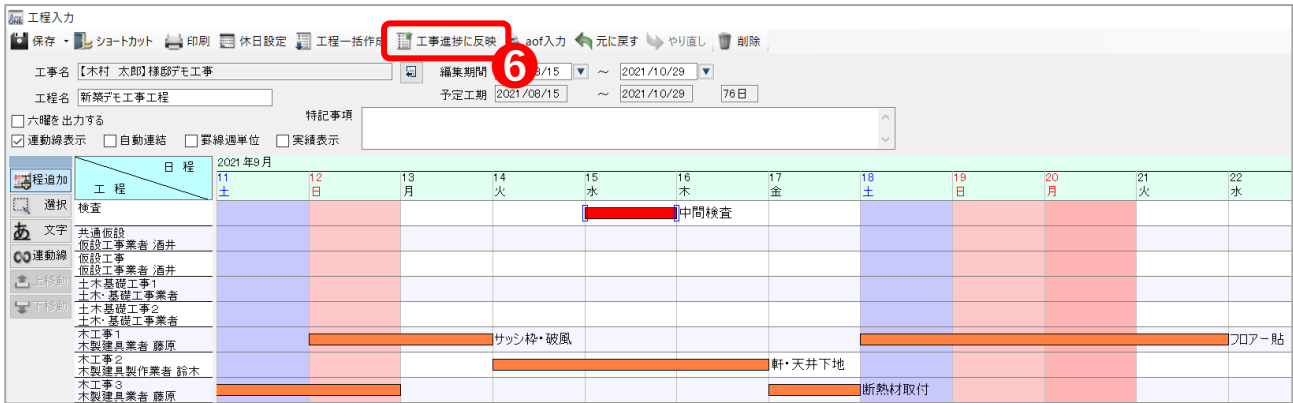 工程入力
保存 ショートカット 印刷 休日設定 工程一括作成 工事進捗に反映 aof入力 元に戻す やり直し 削除
6
工事名 【木村 太郎】様邸デモ工事 編集期間 8/15 ～ 2021/10/29
工程名 新築デモ工事工程 予定工期 2021/08/15 ～ 2021/10/29 76日
六曜を出力する 特記事項
連動線表示 自動連結 罫線週単位 実績表示
日 程 2021年9月
程追加 11 12 13 14 15 16 17 18 19 20 21 22
工 程 土 日 月 火 水 木 金 土 日 月 火 水
選択 検査 中間検査
文字 共通仮設
仮設工事業者 酒井
連動線 仮設工事
仮設工事業者 酒井
上移動 土木基礎工事1
土木・基礎工事業者
下移動 土木基礎工事2
土木・基礎工事業者
木工事1 サッシ枠・破風 フロアー貼
木製建具業者 藤原
木工事2 軒・天井下地
木製建具製作業者 鈴木
木工事3 断熱材取付
木製建具業者 藤原